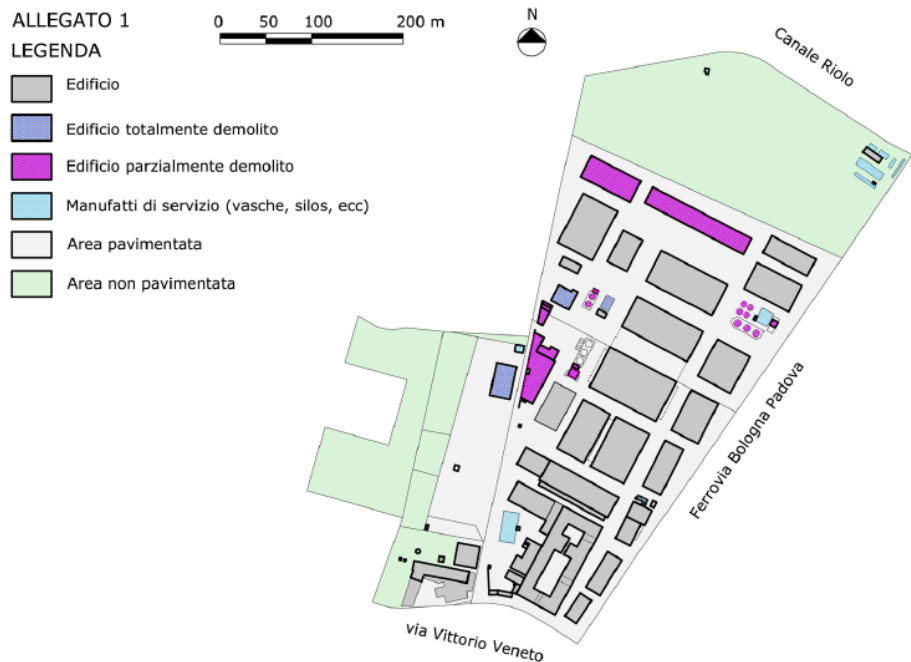 ALLEGATO 1
LEGENDA
0 50 100 200 m
N
Edificio
Edificio totalmente demolito
Edificio parzialmente demolito
Manufatti di servizio (vasche, silos, ecc)
Area pavimentata
Area non pavimentata
Canale Riolo
Ferrovia Bologna Padova
via Vittorio Veneto